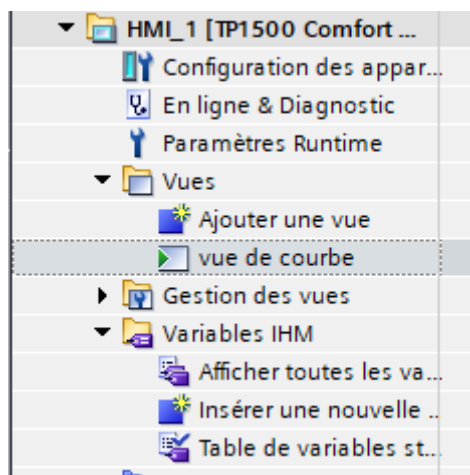 HMI_1 [TP1500 Comfort ...
Configuration des appar...
En ligne & Diagnostic
Paramètres Runtime
Vues
Ajouter une vue
vue de courbe
Gestion des vues
Variables IHM
Afficher toutes les va...
Insérer une nouvelle ..
Table de variables st...